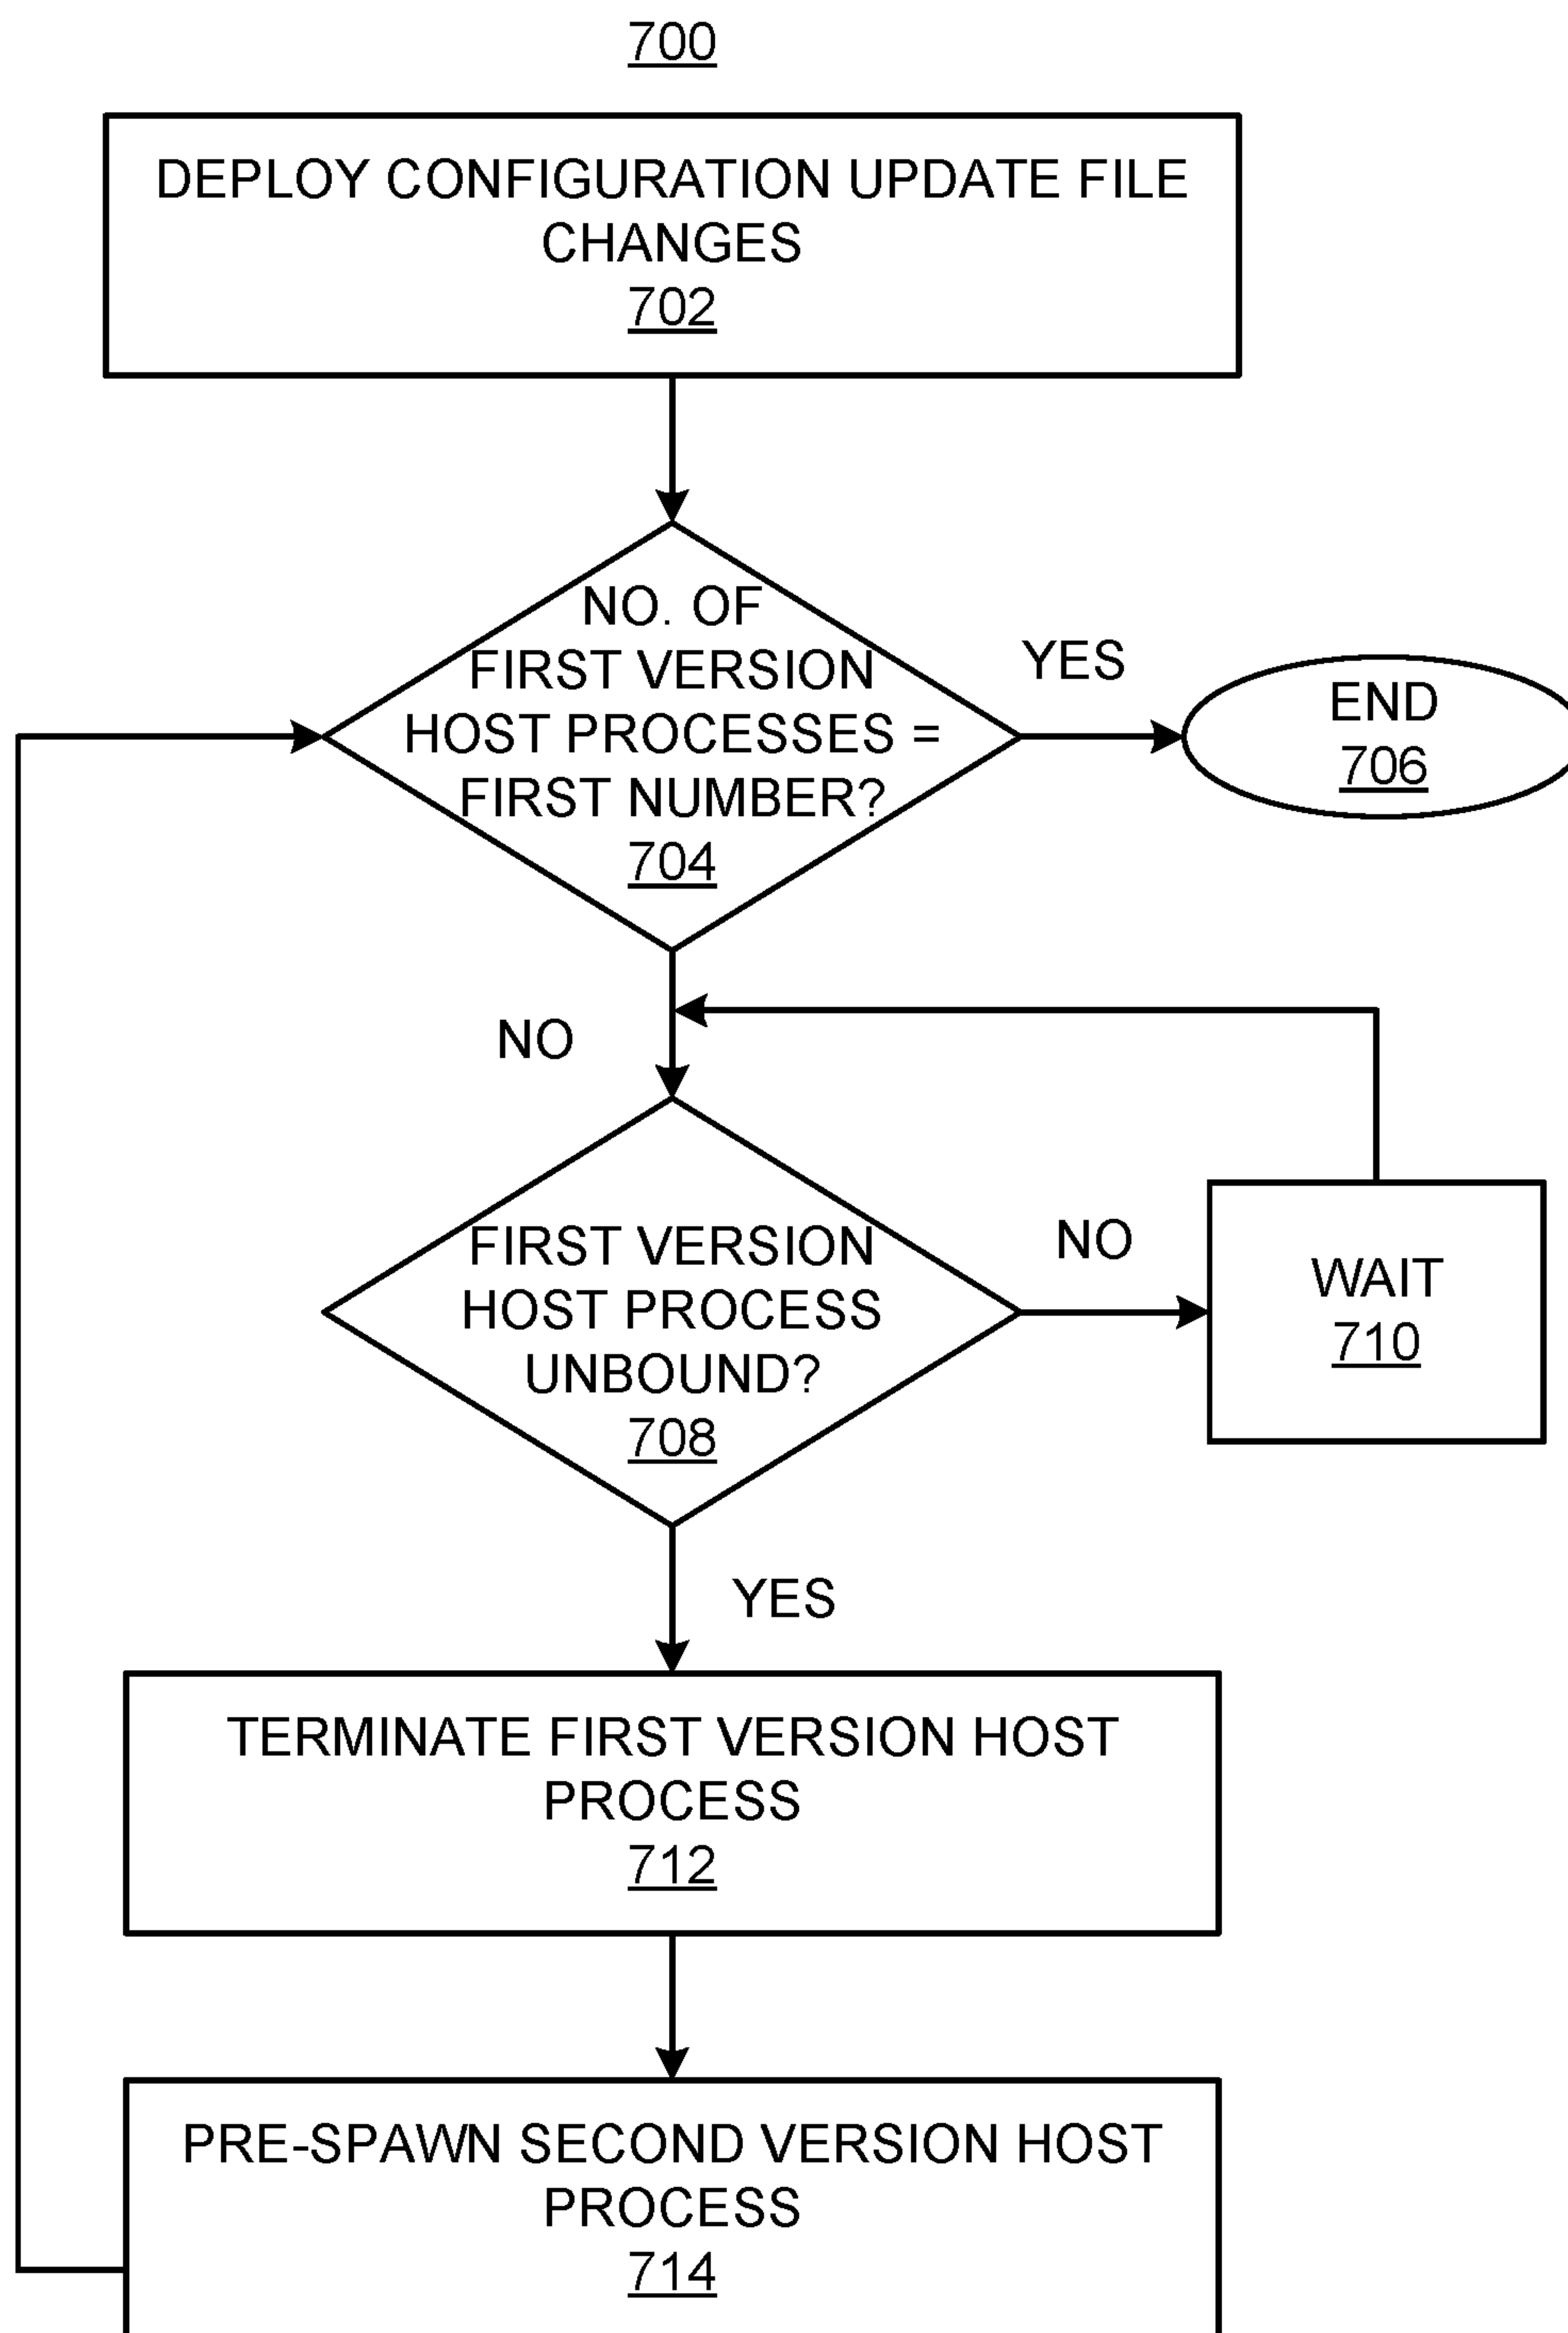 700
DEPLOY CONFIGURATION UPDATE FILE
CHANGES
702
NO. OF
FIRST VERSION
HOST PROCESSES =
FIRST NUMBER?
704
YES
END
706
NO
FIRST VERSION
HOST PROCESS
UNBOUND?
708
NO
WAIT
710
YES
TERMINATE FIRST VERSION HOST
PROCESS
712
PRE-SPAWN SECOND VERSION HOST
PROCESS
714